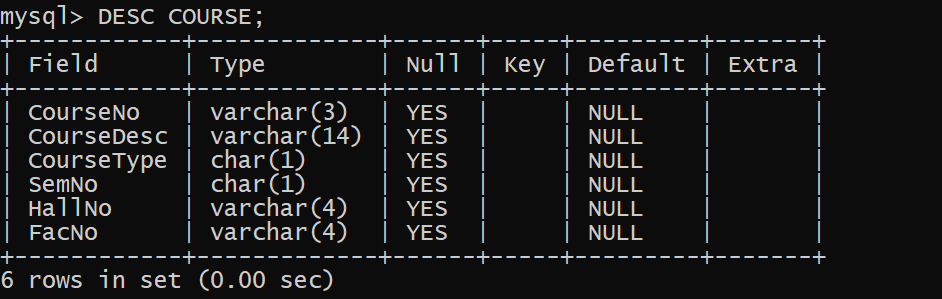 mysql> DESC COURSE;
+------------+-------------+------+-----+---------+-------+
| Field      | Type        | Null | Key | Default | Extra |
+------------+-------------+------+-----+---------+-------+
| CourseNo   | varchar(3)  | YES  |     | NULL    |       |
| CourseDesc | varchar(14) | YES  |     | NULL    |       |
| CourseType | char(1)     | YES  |     | NULL    |       |
| SemNo      | char(1)     | YES  |     | NULL    |       |
| HallNo     | varchar(4)  | YES  |     | NULL    |       |
| FacNo      | varchar(4)  | YES  |     | NULL    |       |
+------------+-------------+------+-----+---------+-------+
6 rows in set (0.00 sec)